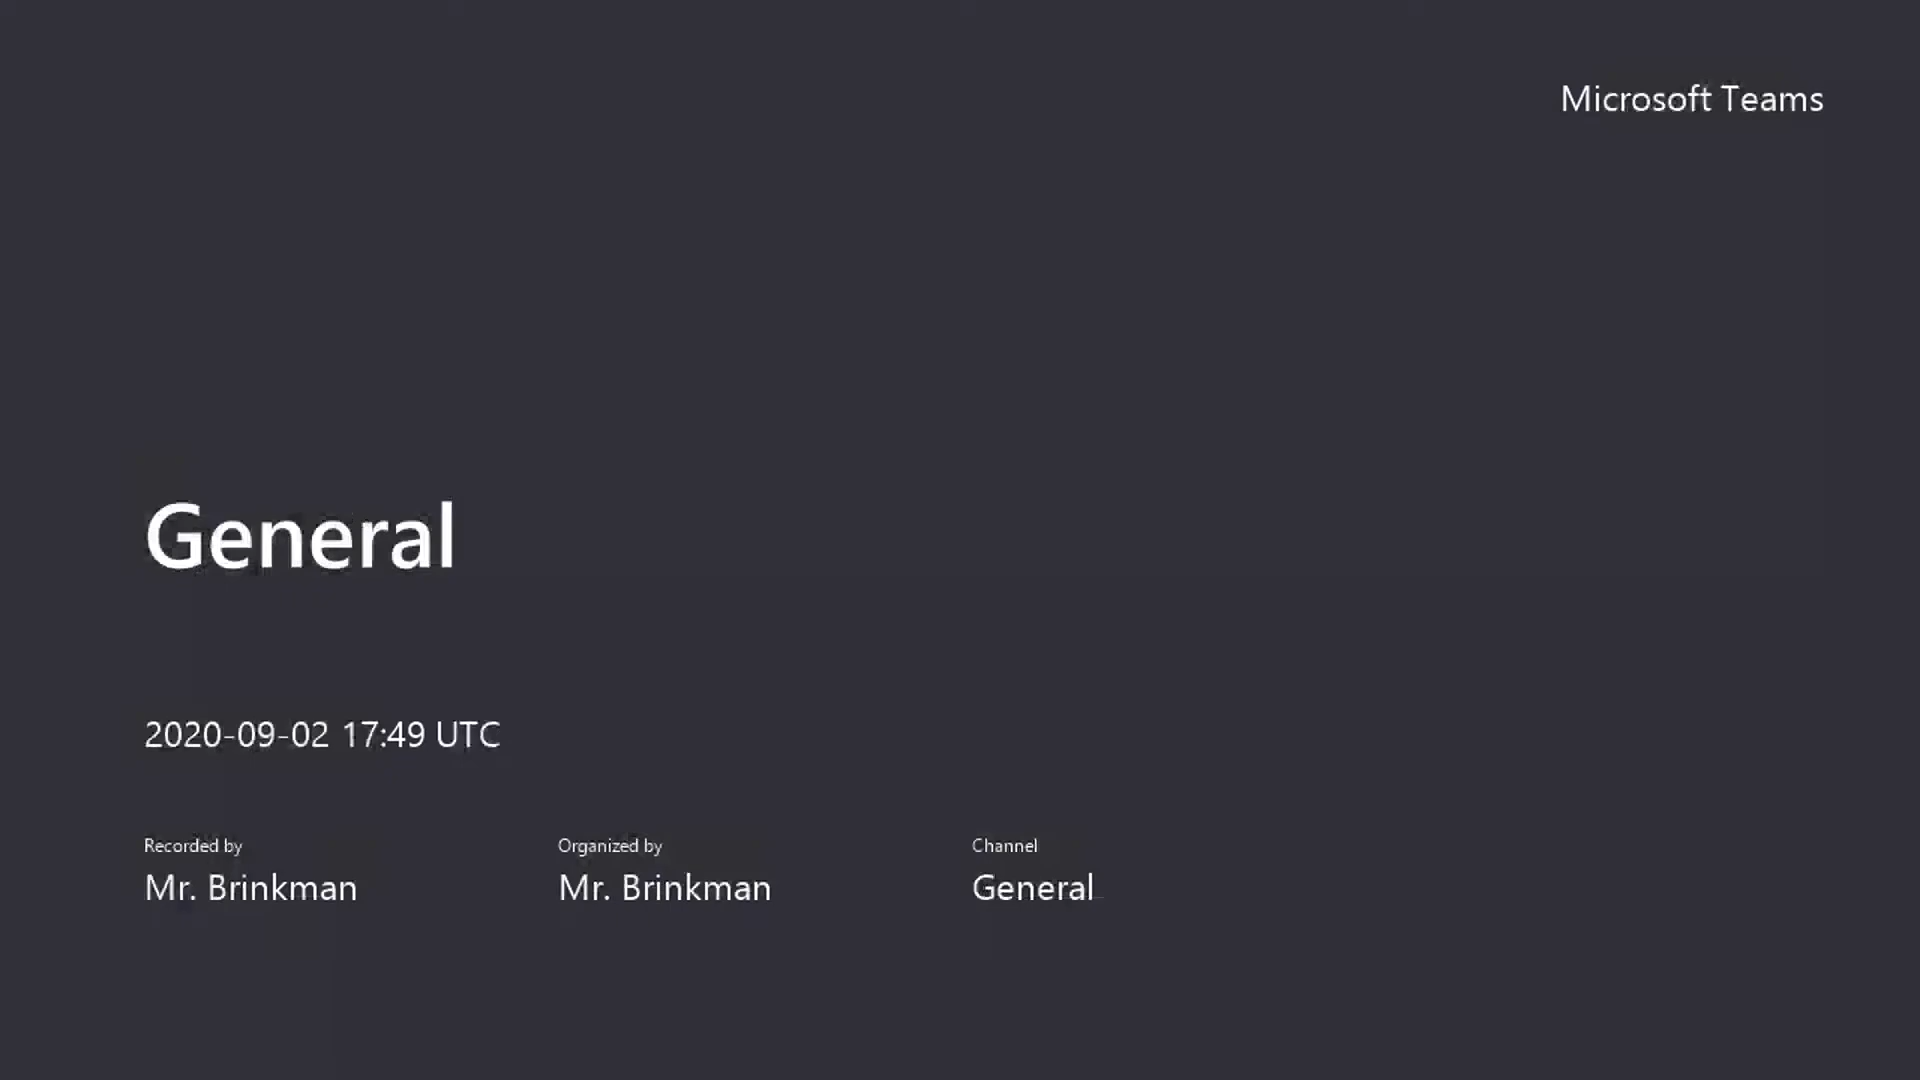 Microsoft Teams
General
2020-09-02 17:49 UTC
Recorded by
Mr. Brinkman
Organized by
Mr. Brinkman
Channel
General